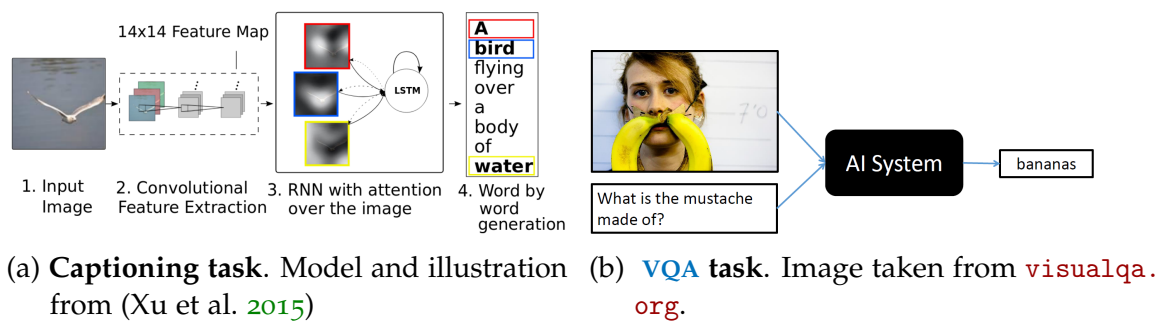 14x14 Feature Map
LSTM
A
bird
flying
over
a
body
of
water
1. Input
Image
2. Convolutional
Feature Extraction
3. RNN with attention
over the image
4. Word by
word
generation
What is the mustache
made of?
AI System
bananas
(a) Captioning task. Model and illustration
from (Xu et al. 2015)
(b) VQA task. Image taken from visualqa.
org.